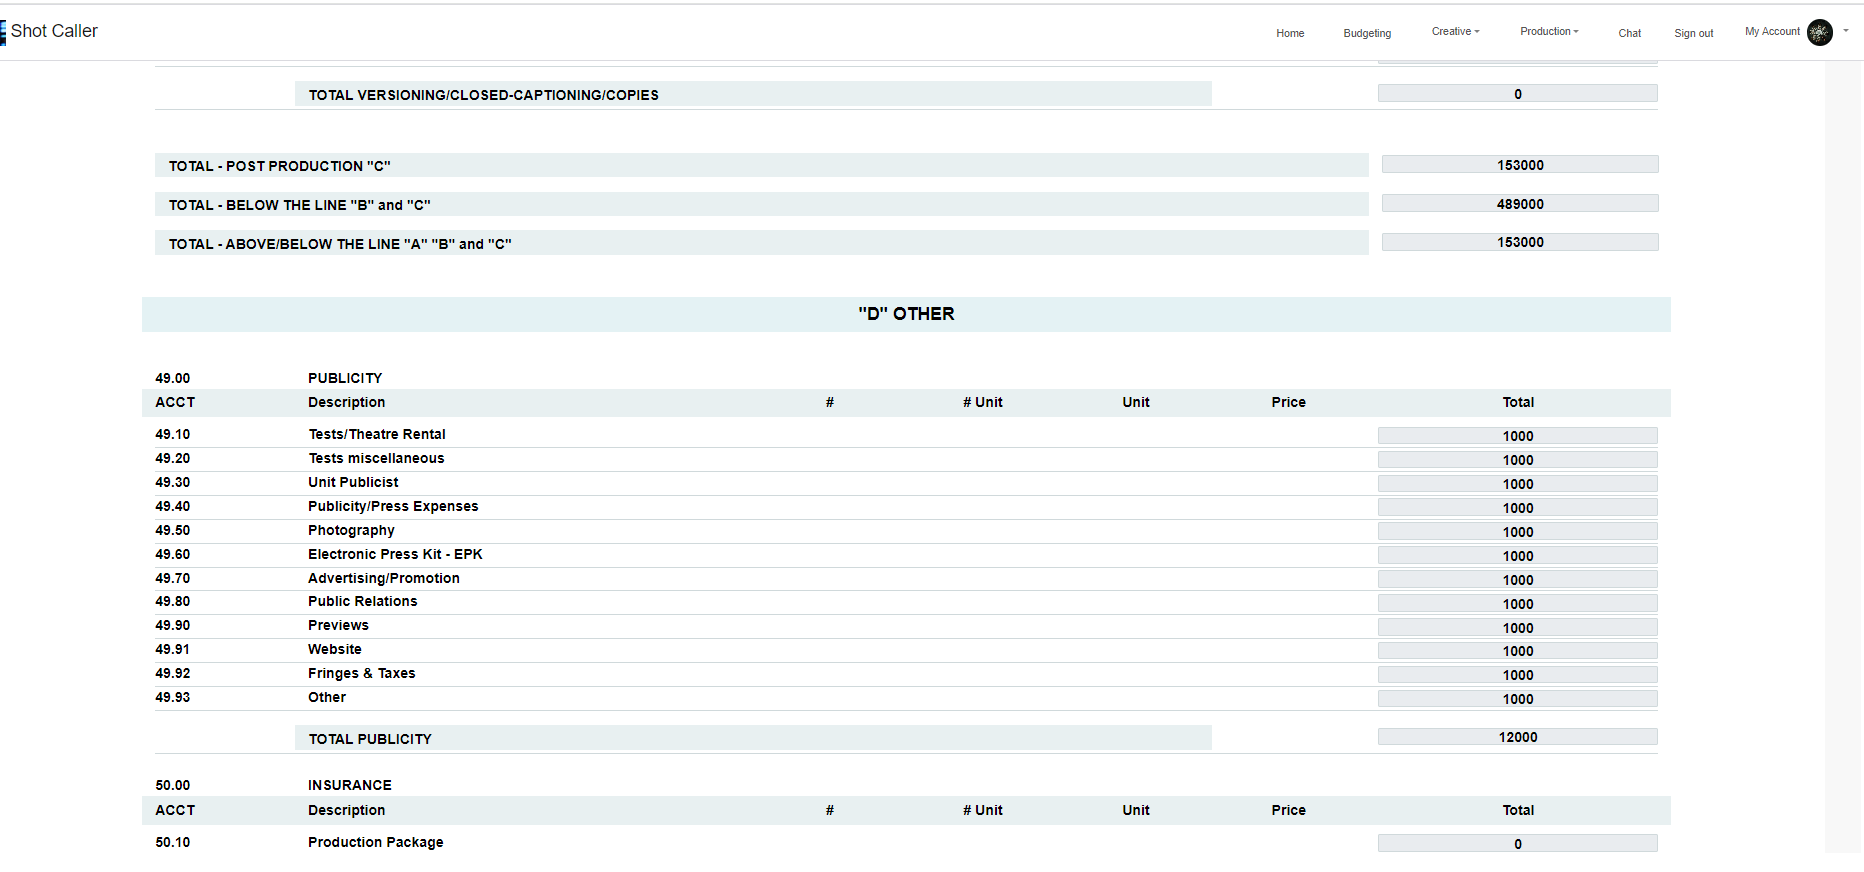 Shot Caller
Home Budgeting Creative Production Chat Sign out My Account
TOTAL VERSIONING/CLOSED-CAPTIONING/COPIES 0
TOTAL - POST PRODUCTION "C" 153000
TOTAL - BELOW THE LINE "B" and "C" 489000
TOTAL - ABOVE/BELOW THE LINE "A" "B" and "C" 153000
"D" OTHER
49.00 PUBLICITY
ACCT Description # # Unit Unit Price Total
49.10 Tests/Theatre Rental 1000
49.20 Tests miscellaneous 1000
49.30 Unit Publicist 1000
49.40 Publicity/Press Expenses 1000
49.50 Photography 1000
49.60 Electronic Press Kit - EPK 1000
49.70 Advertising/Promotion 1000
49.80 Public Relations 1000
49.90 Previews 1000
49.91 Website 1000
49.92 Fringes & Taxes 1000
49.93 Other 1000
TOTAL PUBLICITY 12000
50.00 INSURANCE
ACCT Description # # Unit Unit Price Total
50.10 Production Package 0